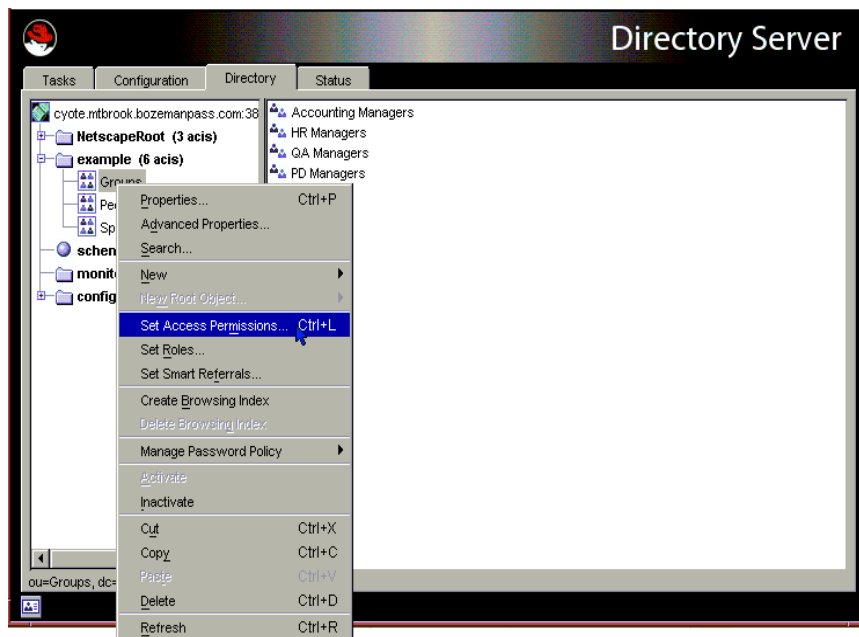 Directory Server
Tasks Configuration Directory Status
cyote.mtbrook.bozemanpass.com:38
NetscapeRoot (3 acis)
example (6 acis)
Groups
Pe
Sp
schen
monit
config
Accounting Managers
HR Managers
QA Managers
PD Managers
Properties... Ctrl+P
Advanced Properties...
Search...
New
New Root Object...
Set Access Permissions... Ctrl+L
Set Roles...
Set Smart Referrals...
Create Browsing Index
Delete Browsing Index
Manage Password Policy
Activate
Inactivate
Cut Ctrl+X
Copy Ctrl+C
Paste Ctrl+V
Delete Ctrl+D
Refresh Ctrl+R
ou=Groups, dc=